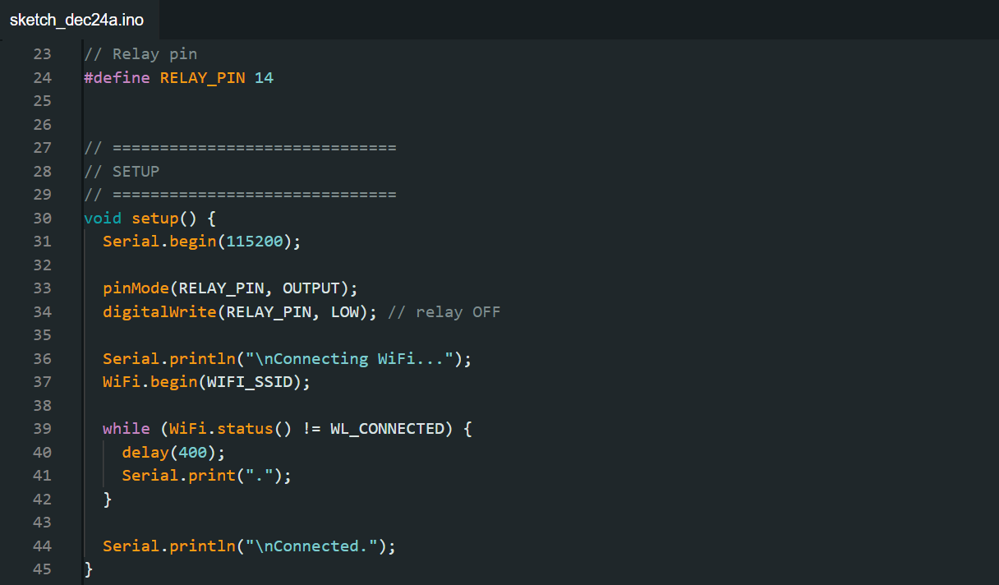 sketch_dec24a.ino
23 // Relay pin
24 #define RELAY_PIN 14
25
26
27 // ==============================
28 // SETUP
29 // ==============================
30 void setup() {
31   Serial.begin(115200);
32
33   pinMode(RELAY_PIN, OUTPUT);
34   digitalWrite(RELAY_PIN, LOW); // relay OFF
35
36   Serial.println("\nConnecting WiFi...");
37   WiFi.begin(WIFI_SSID);
38
39   while (WiFi.status() != WL_CONNECTED) {
40     delay(400);
41     Serial.print(".");
42   }
43
44   Serial.println("\nConnected.");
45 }